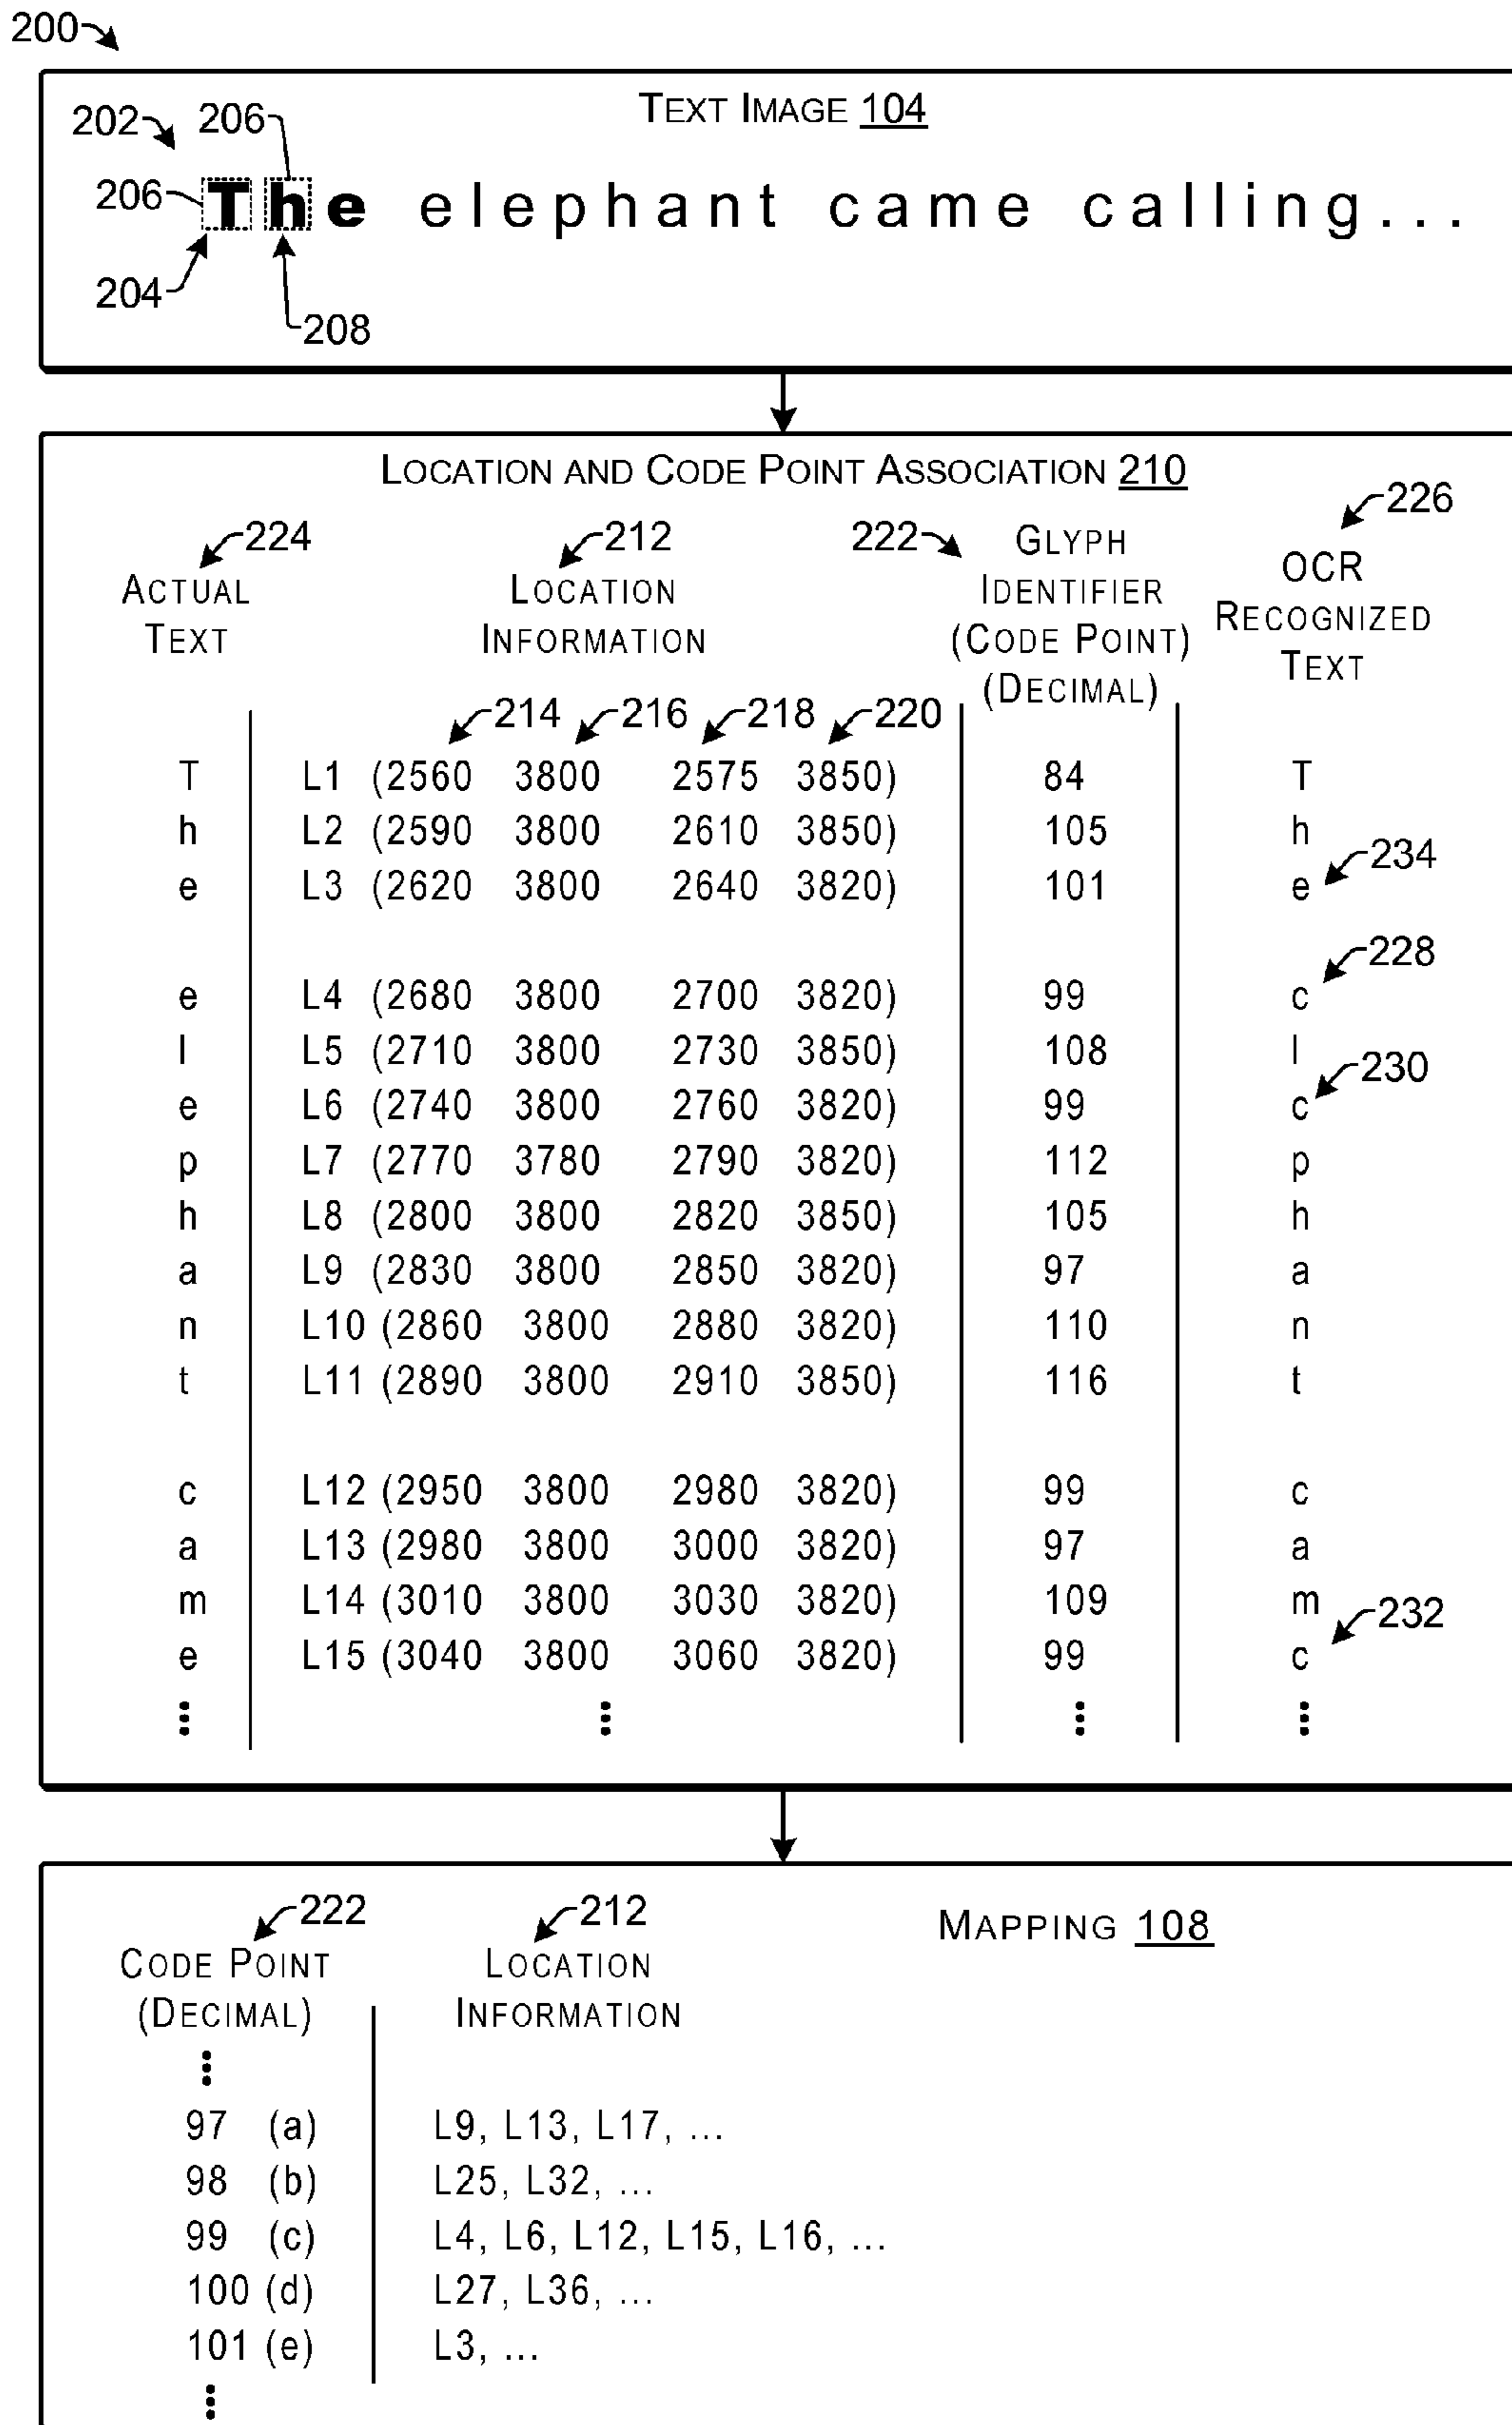 200
TEXT IMAGE 104
202 206
206 The elephant came calling...
204
208
LOCATION AND CODE POINT ASSOCIATION 210
224 212 222 226
ACTUAL TEXT
LOCATION INFORMATION
GLYPH IDENTIFIER (CODE POINT) (DECIMAL)
OCR RECOGNIZED TEXT
214 216 218 220
T L1 (2560 3800 2575 3850) 84 T
h L2 (2590 3800 2610 3850) 105 h
e L3 (2620 3800 2640 3820) 101 e 234
e L4 (2680 3800 2700 3820) 99 c 228
l L5 (2710 3800 2730 3850) 108 l
e L6 (2740 3800 2760 3820) 99 c 230
p L7 (2770 3780 2790 3820) 112 p
h L8 (2800 3800 2820 3850) 105 h
a L9 (2830 3800 2850 3820) 97 a
n L10 (2860 3800 2880 3820) 110 n
t L11 (2890 3800 2910 3850) 116 t
c L12 (2950 3800 2980 3820) 99 c
a L13 (2980 3800 3000 3820) 97 a
m L14 (3010 3800 3030 3820) 109 m
e L15 (3040 3800 3060 3820) 99 c 232
222 212 MAPPING 108
CODE POINT (DECIMAL)
LOCATION INFORMATION
97 (a) L9, L13, L17, ...
98 (b) L25, L32, ...
99 (c) L4, L6, L12, L15, L16, ...
100 (d) L27, L36, ...
101 (e) L3, ...